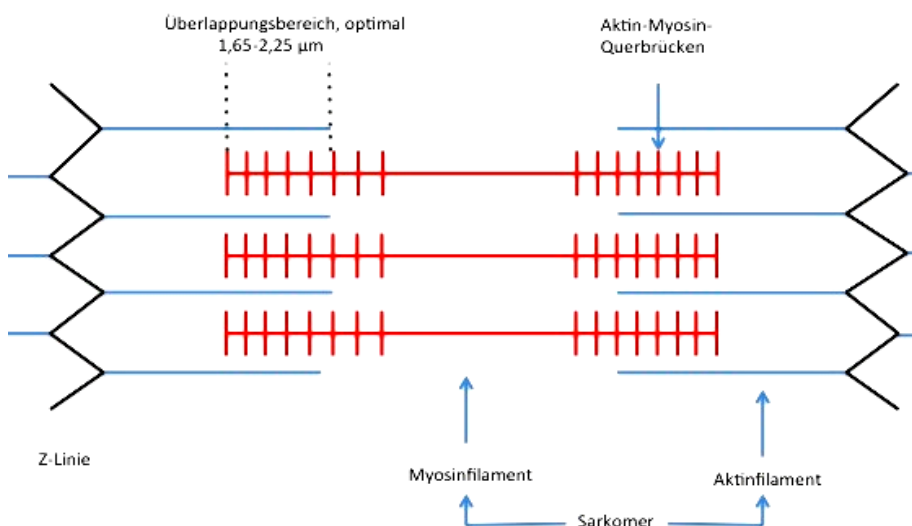 Überlappungsbereich, optimal
1,65-2,25 µm
Aktin-Myosin-
Querbrücken
Z-Linie
Myosinfilament
Aktinfilament
Sarkomer